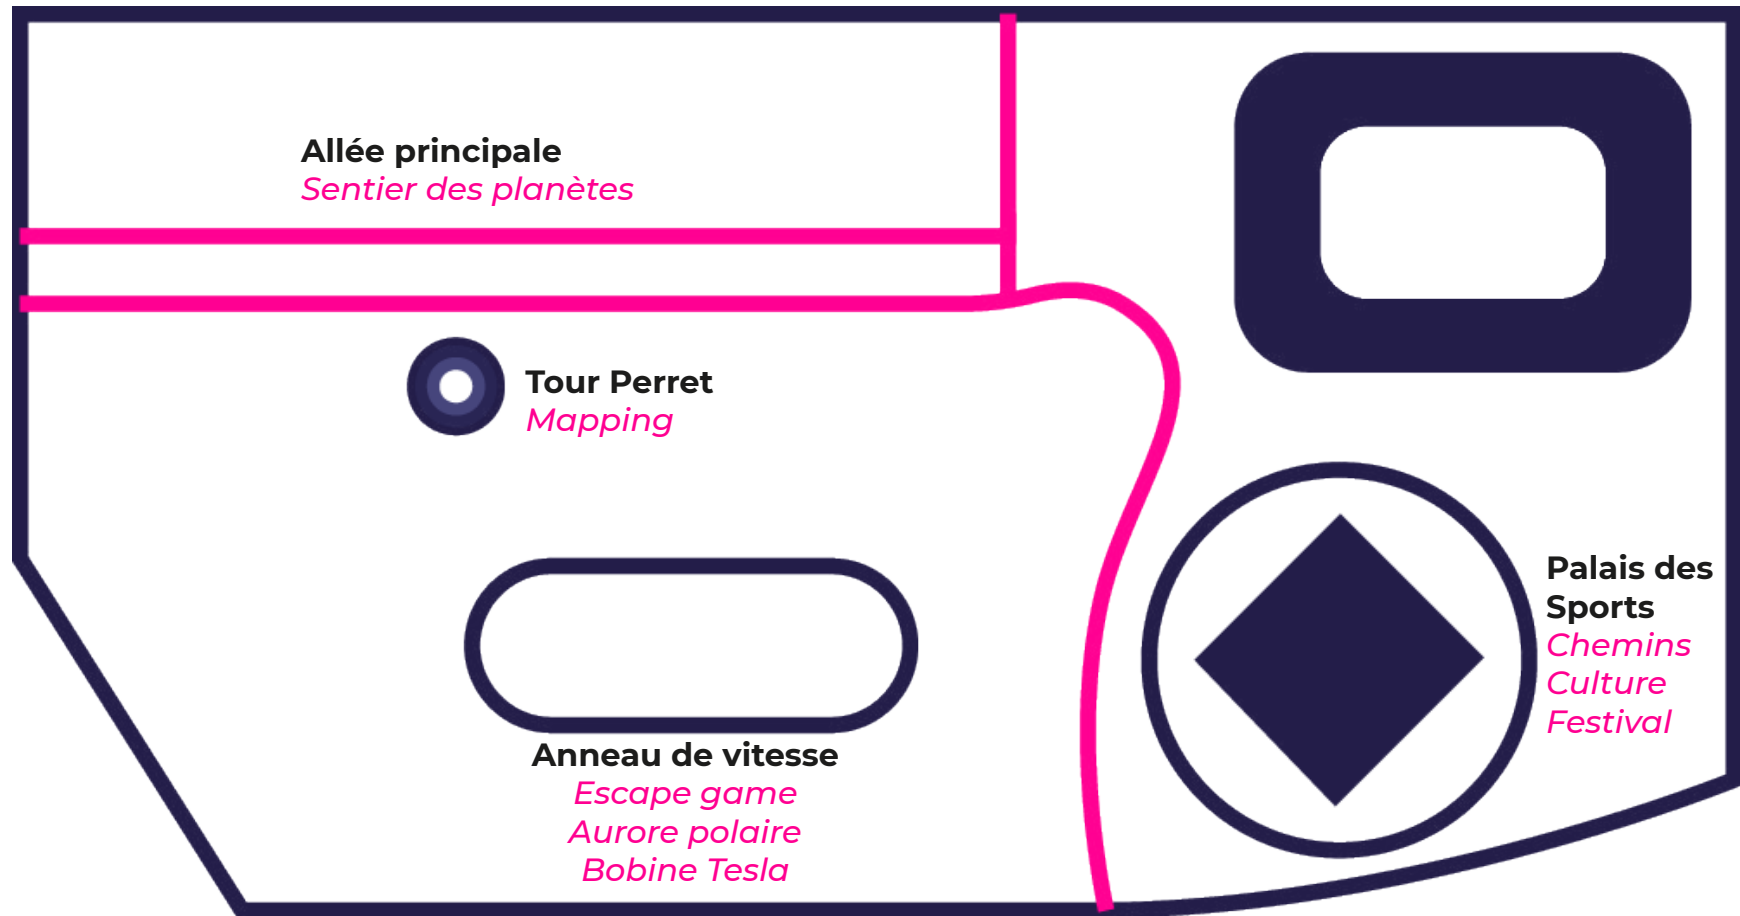 Allée principale
Sentier des planètes
Tour Perret
Mapping
Palais des
Sports
Chemins
Culture
Festival
Anneau de vitesse
Escape game
Aurore polaire
Bobine Tesla